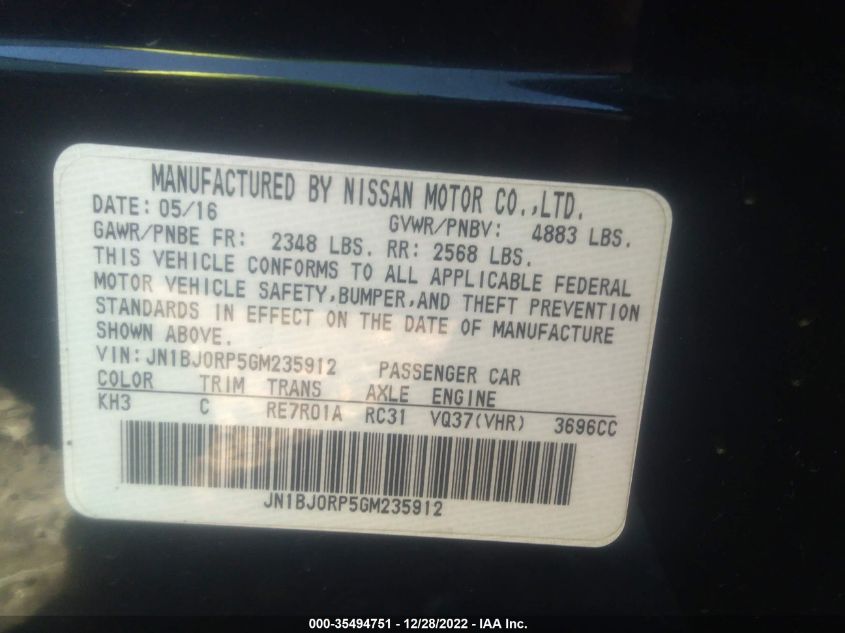 MANUFACTURED BY NISSAN MOTOR CO.,LTD.
DATE: 05/16 GVWR/PNBV: 4883 LBS.
GAWR/PNBE FR: 2348 LBS. RR: 2568 LBS.
THIS VEHICLE CONFORMS TO ALL APPLICABLE FEDERAL
MOTOR VEHICLE SAFETY,BUMPER,AND THEFT PREVENTION
STANDARDS IN EFFECT ON THE DATE OF MANUFACTURE
SHOWN ABOVE.
VIN: JN1BJ0RP5GM235912 PASSENGER CAR
COLOR TRIM TRANS AXLE ENGINE
KH3 C RE7R01A RC31 VQ37(VHR) 3696CC
JN1BJ0RP5GM235912
000-35494751 - 12/28/2022 - IAA Inc.